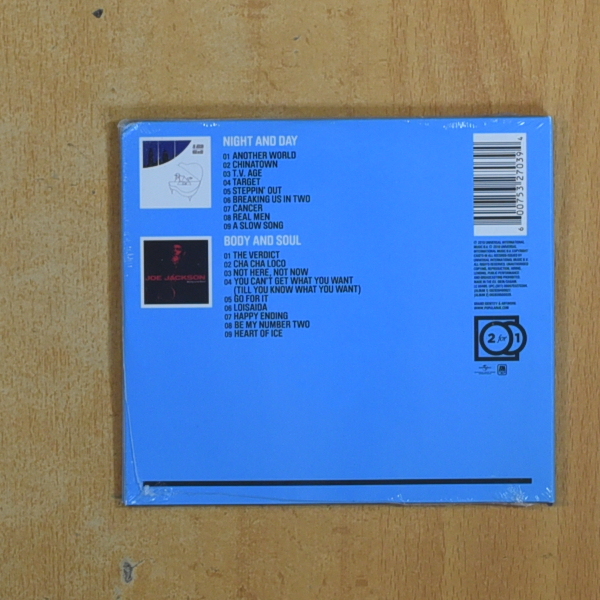 NIGHT AND DAY
01 ANOTHER WORLD
02 CHINATOWN
03 T.V. AGE
04 TARGET
05 STEPPIN' OUT
06 BREAKING US IN TWO
07 CANCER
08 REAL MEN
09 A SLOW SONG
JOE JACKSON
BODY AND SOUL
01 THE VERDICT
02 CHA CHA LOCO
03 NOT HERE, NOT NOW
04 YOU CAN'T GET WHAT YOU WANT
(TILL YOU KNOW WHAT YOU WANT)
05 GO FOR IT
06 LOISAIDA
07 HAPPY ENDING
08 BE MY NUMBER TWO
09 HEART OF ICE
6 00753 27039 4
2 for 1